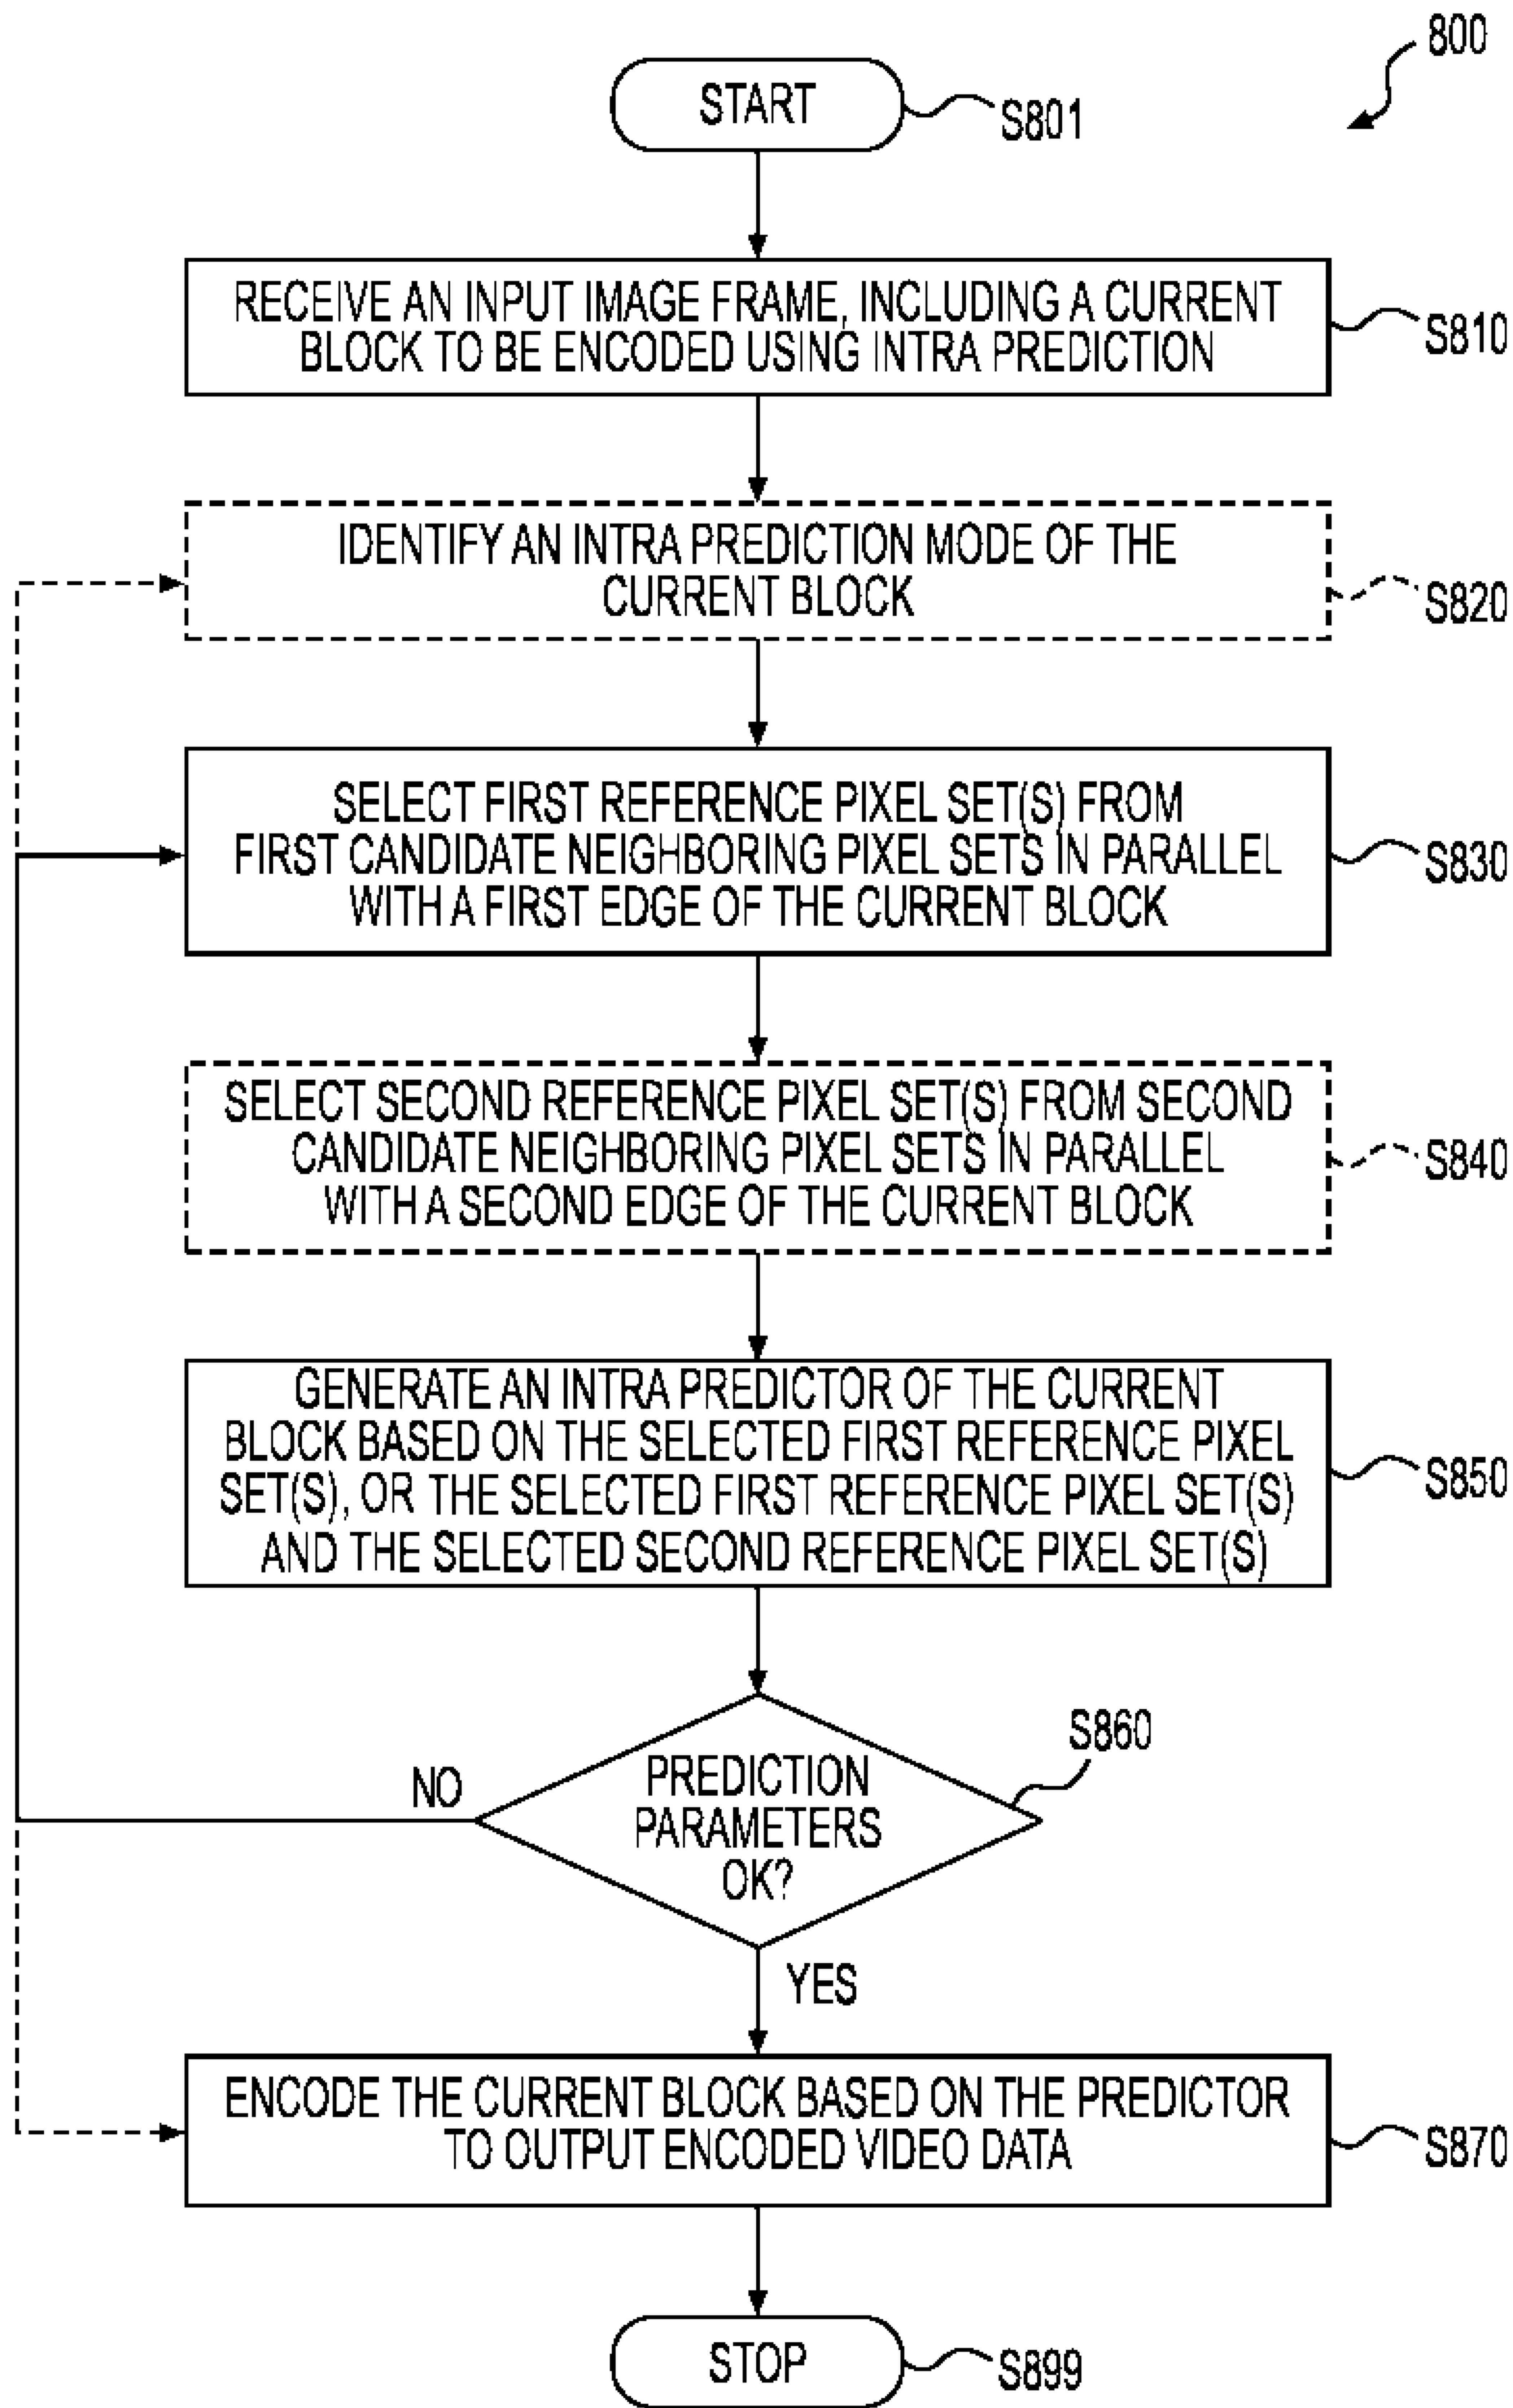 800
START
S801
RECEIVE AN INPUT IMAGE FRAME, INCLUDING A CURRENT
BLOCK TO BE ENCODED USING INTRA PREDICTION
S810
IDENTIFY AN INTRA PREDICTION MODE OF THE
CURRENT BLOCK
S820
SELECT FIRST REFERENCE PIXEL SET(S) FROM
FIRST CANDIDATE NEIGHBORING PIXEL SETS IN PARALLEL
WITH A FIRST EDGE OF THE CURRENT BLOCK
S830
SELECT SECOND REFERENCE PIXEL SET(S) FROM SECOND
CANDIDATE NEIGHBORING PIXEL SETS IN PARALLEL
WITH A SECOND EDGE OF THE CURRENT BLOCK
S840
GENERATE AN INTRA PREDICTOR OF THE CURRENT
BLOCK BASED ON THE SELECTED FIRST REFERENCE PIXEL
SET(S), OR THE SELECTED FIRST REFERENCE PIXEL SET(S)
AND THE SELECTED SECOND REFERENCE PIXEL SET(S)
S850
S860
NO
PREDICTION
PARAMETERS
OK?
YES
ENCODE THE CURRENT BLOCK BASED ON THE PREDICTOR
TO OUTPUT ENCODED VIDEO DATA
S870
STOP
S899